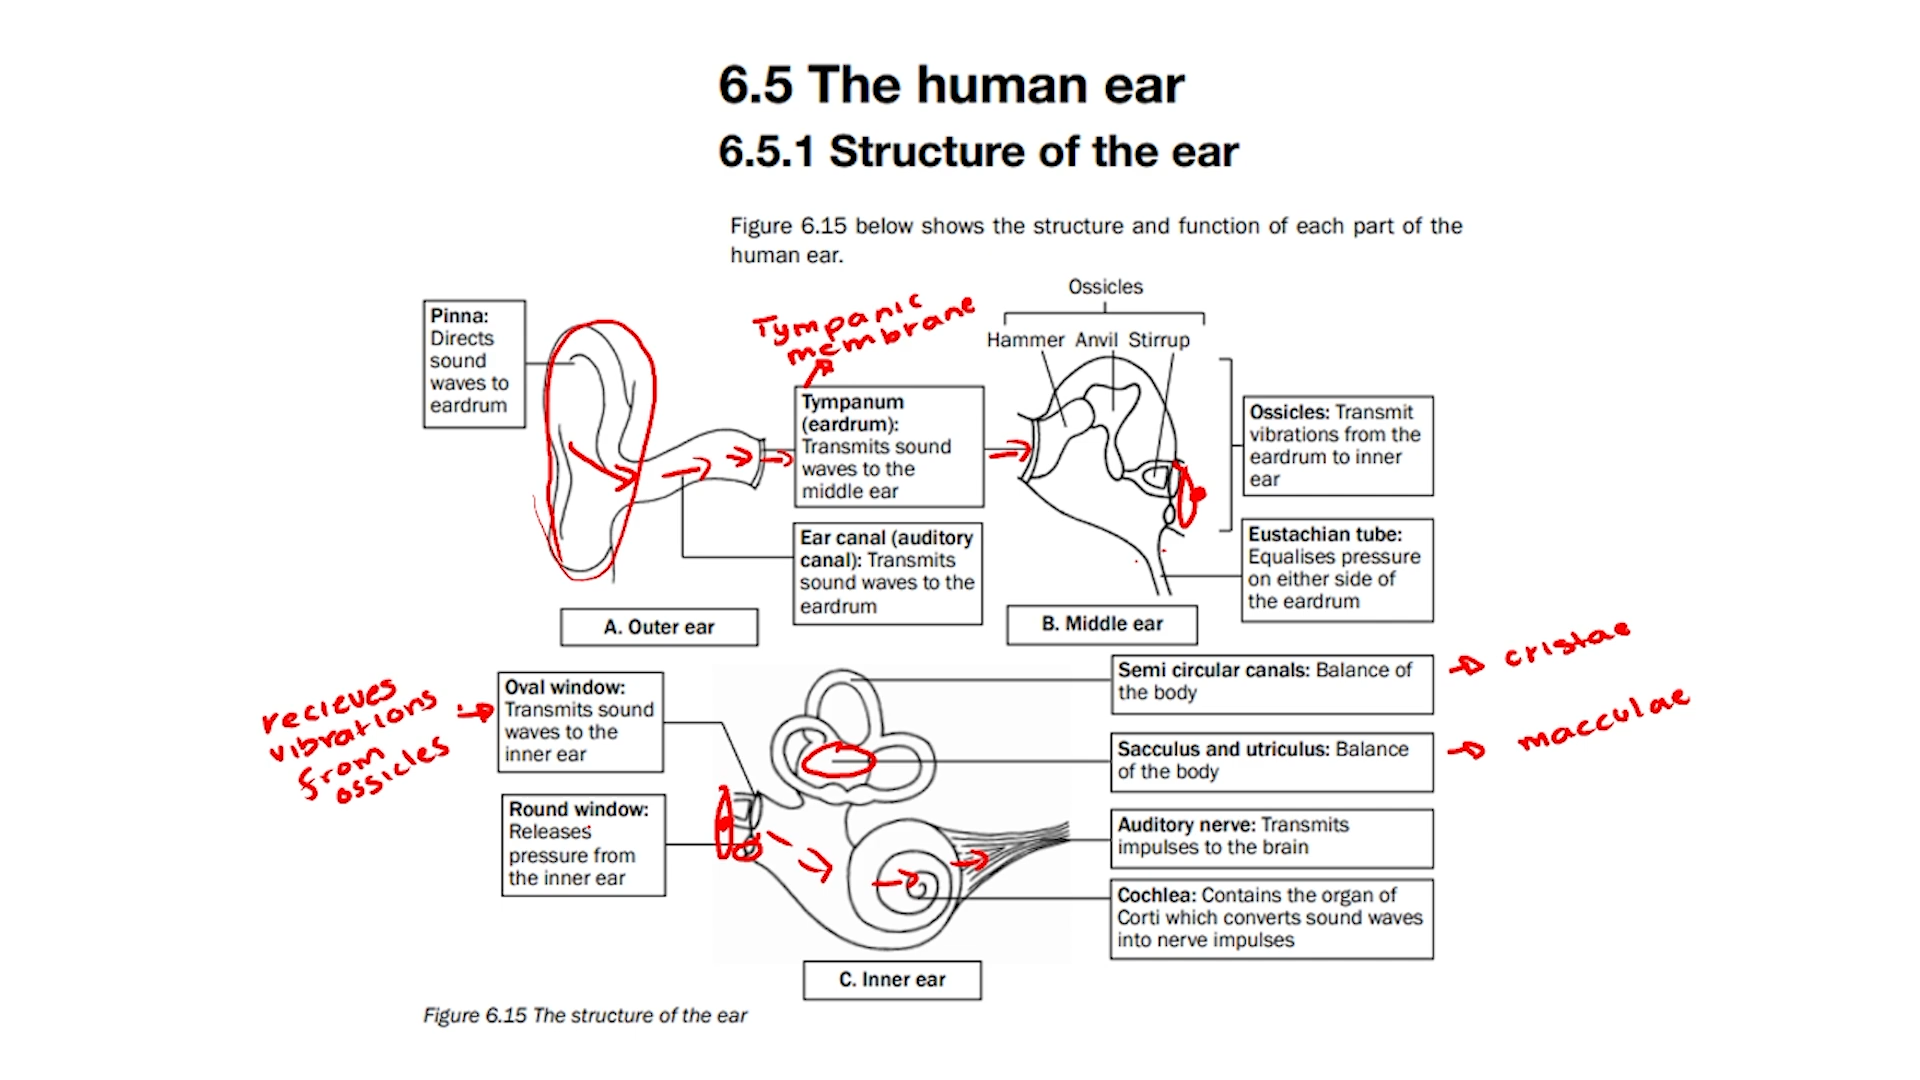 6.5 The human ear
6.5.1 Structure of the ear
Figure 6.15 below shows the structure and function of each part of the
human ear.
Pinna:
Directs
sound
waves to
eardrum
Tympanic
membrane
Tympanum
(eardrum):
Transmits sound
waves to the
middle ear
Ear canal (auditory
canal): Transmits
sound waves to the
eardrum
A. Outer ear
Ossicles
Hammer Anvil Stirrup
Ossicles: Transmit
vibrations from the
eardrum to inner
ear
Eustachian tube:
Equalises pressure
on either side of
the eardrum
B. Middle ear
recieves
vibrations
from
ossicles
Oval window:
Transmits sound
waves to the
inner ear
Round window:
Releases
pressure from
the inner ear
Semi circular canals: Balance of
the body
cristae
Sacculus and utriculus: Balance
of the body
macculae
Auditory nerve: Transmits
impulses to the brain
Cochlea: Contains the organ of
Corti which converts sound waves
into nerve impulses
C. Inner ear
Figure 6.15 The structure of the ear